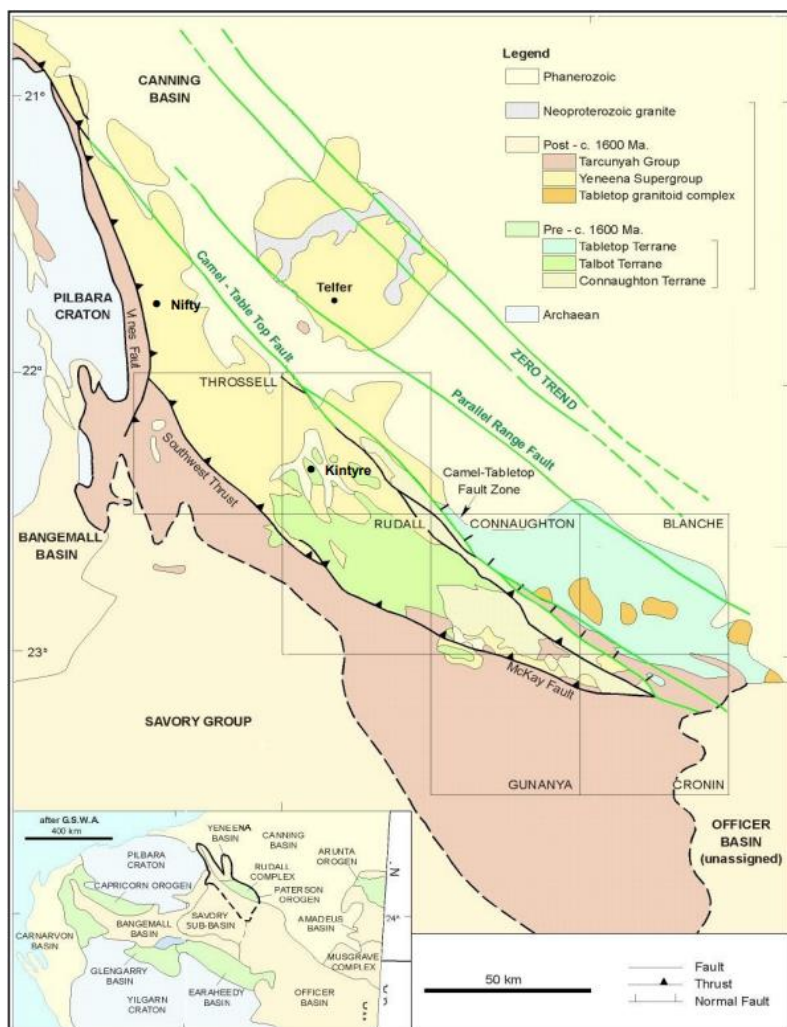 CANNING
BASIN
21°
PILBARA
CRATON
Nifty
Vines Fault
Camel - Table Top Fault
Telfer
22°
THROSSELL
ZERO TREND
Parallel Range Fault
Southwest Thrust
Kintyre
Camel-Tabletop
Fault Zone
BANGEMALL
BASIN
RUDALL
CONNAUGHTON
BLANCHE
23°
McKay Fault
SAVORY GROUP
GUNANYA
CRONIN
OFFICER
BASIN
(unassigned)
Legend
Phanerozoic
Neoproterozoic granite
Post - c. 1600 Ma.
Tarcunyah Group
Yeneena Supergroup
Tabletop granitoid complex
Pre - c. 1600 Ma.
Tabletop Terrane
Talbot Terrane
Connaughton Terrane
Archaean
after G.S.W.A.
400 km
YENEENA
BASIN
CANNING
BASIN
PILBARA
CRATON
ARUNTA
OROGEN
RUDALL
COMPLEX
CAPRICORN OROGEN
PATERSON
OROGEN
SAVORY
SUB-BASIN
AMADEUS
BASIN
BANGEMALL
BASIN
CARNARVON
BASIN
MUSGRAVE
COMPLEX
GLENGARRY
BASIN
YILGARN
CRATON
EARAHEEDY
BASIN
OFFICER
BASIN
N
24°
50 km
Fault
Thrust
Normal Fault